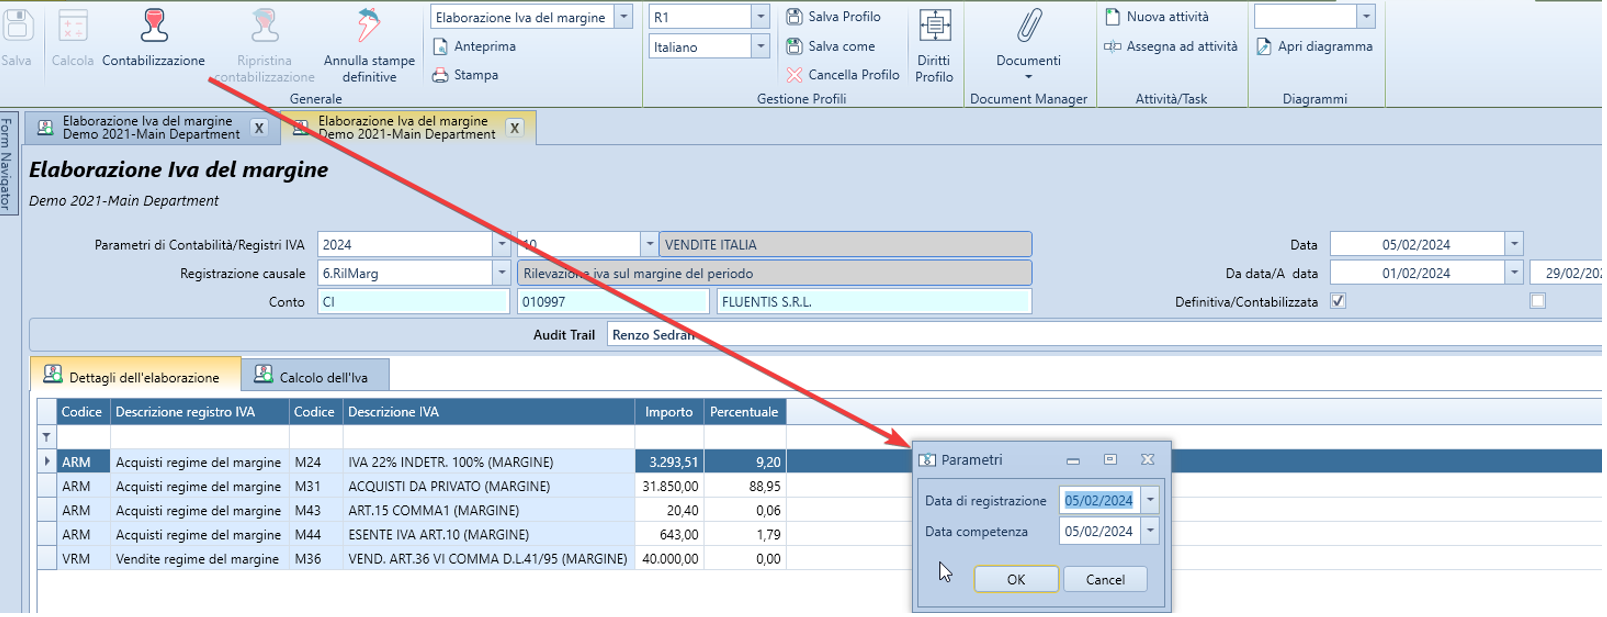 Salva
Calcola
Contabilizzazione
Ripristina
contabilizzazione
Annulla stampe
definitive
Generale
Elaborazione Iva del margine
Anteprima
Stampa
R1
Italiano
Salva Profilo
Salva come
Cancella Profilo
Diritti
Profilo
Gestione Profili
Documenti
Document Manager
Nuova attività
Assegna ad attività
Attività/Task
Apri diagramma
Diagrammi
Form Navigator
Elaborazione Iva del margine
Demo 2021-Main Department
X
Elaborazione Iva del margine
Demo 2021-Main Department
X
Elaborazione Iva del margine
Demo 2021-Main Department
Parametri di Contabilità/Registri IVA 2024 10 VENDITE ITALIA Data 05/02/2024
Registrazione causale 6.RilMarg Rilevazione iva sul margine del periodo Da data/A data 01/02/2024 29/02/202
Conto CI 010997 FLUENTIS S.R.L. Definitiva/Contabilizzata
Audit Trail Renzo Sedran
Dettagli dell'elaborazione Calcolo dell'Iva
Codice Descrizione registro IVA Codice Descrizione IVA Importo Percentuale
ARM Acquisti regime del margine M24 IVA 22% INDETR. 100% (MARGINE) 3.293,51 9,20
ARM Acquisti regime del margine M31 ACQUISTI DA PRIVATO (MARGINE) 31.850,00 88,95
ARM Acquisti regime del margine M43 ART.15 COMMA1 (MARGINE) 20,40 0,06
ARM Acquisti regime del margine M44 ESENTE IVA ART.10 (MARGINE) 643,00 1,79
VRM Vendite regime del margine M36 VEND. ART.36 VI COMMA D.L.41/95 (MARGINE) 40.000,00 0,00
Parametri
Data di registrazione 05/02/2024
Data competenza 05/02/2024
OK Cancel